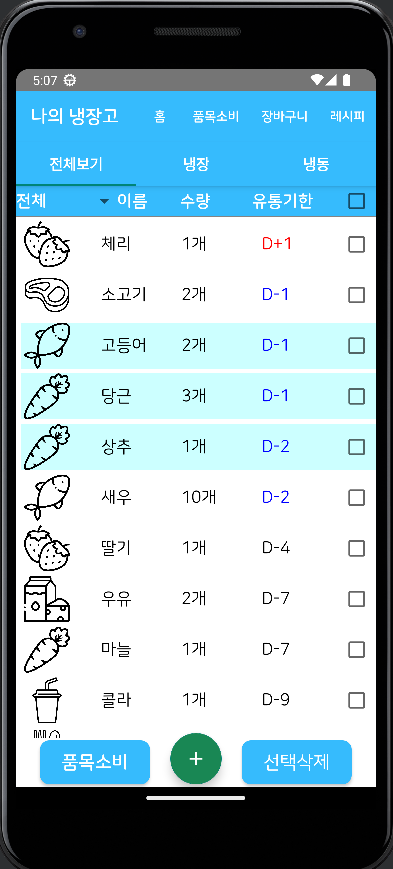 5:07
나의 냉장고 홈 품목소비 장바구니 레시피
전체보기 냉장 냉동
전체 이름 수량 유통기한
체리 1개 D+1
소고기 2개 D-1
고등어 2개 D-1
당근 3개 D-1
상추 1개 D-2
새우 10개 D-2
딸기 1개 D-4
우유 2개 D-7
마늘 1개 D-7
콜라 1개 D-9
품목소비 + 선택삭제